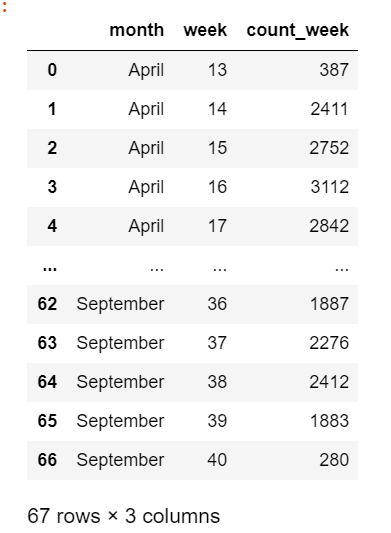 :
month week count_week
0 April 13 387
1 April 14 2411
2 April 15 2752
3 April 16 3112
4 April 17 2842
... ... ... ...
62 September 36 1887
63 September 37 2276
64 September 38 2412
65 September 39 1883
66 September 40 280
67 rows × 3 columns